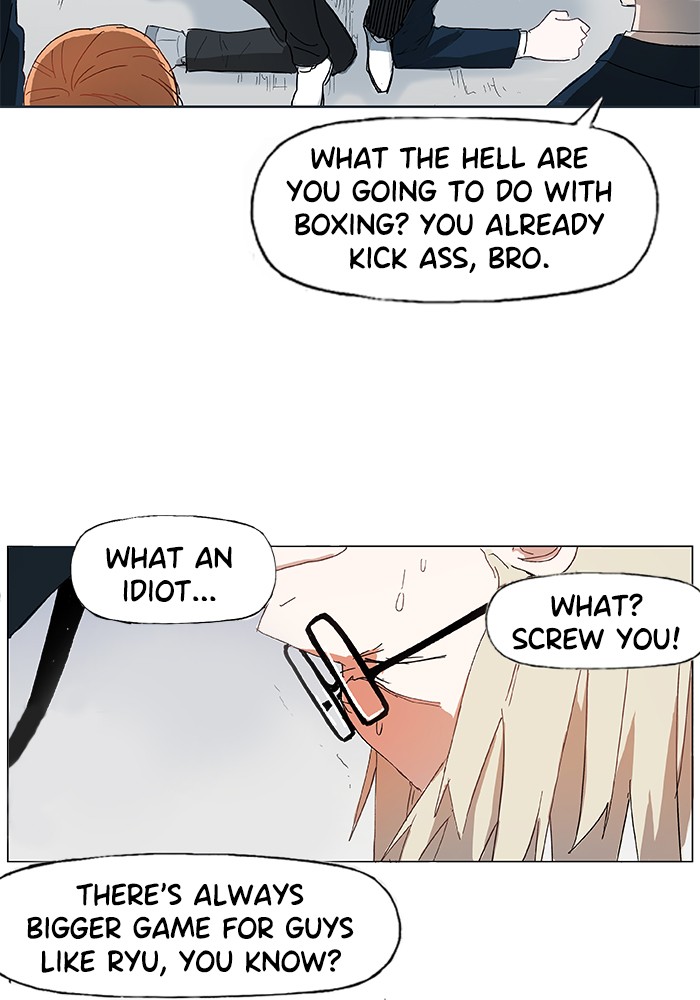 WHAT THE HELL ARE
YOU GOING TO DO WITH
BOXING? YOU ALREADY
KICK ASS, BRO.
WHAT AN
IDIOT...
WHAT?
SCREW YOU!
THERE'S ALWAYS
BIGGER GAME FOR GUYS
LIKE RYU, YOU KNOW?